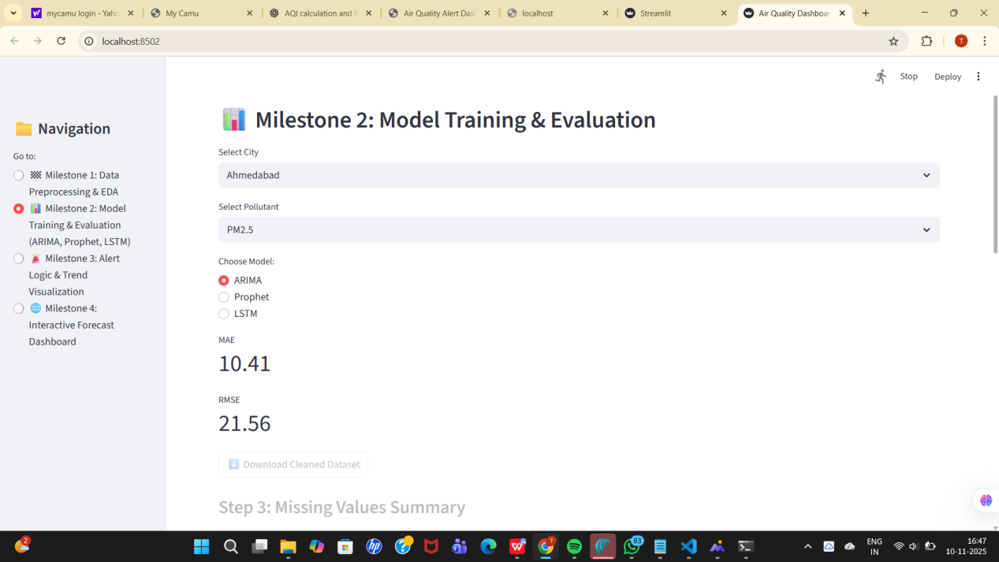 mycamu login - Yaho
My Camu
AQI calculation and f
Air Quality Alert Das
localhost
Streamlit
Air Quality Dashboar
localhost:8502
T
Stop
Deploy
Navigation
Go to:
Milestone 1: Data
Preprocessing & EDA
Milestone 2: Model
Training & Evaluation
(ARIMA, Prophet, LSTM)
Milestone 3: Alert
Logic & Trend
Visualization
Milestone 4:
Interactive Forecast
Dashboard
Milestone 2: Model Training & Evaluation
Select City
Ahmedabad
Select Pollutant
PM2.5
Choose Model:
ARIMA
Prophet
LSTM
MAE
10.41
RMSE
21.56
Download Cleaned Dataset
Step 3: Missing Values Summary
2
hp
T
83
ENG
IN
16:47
10-11-2025